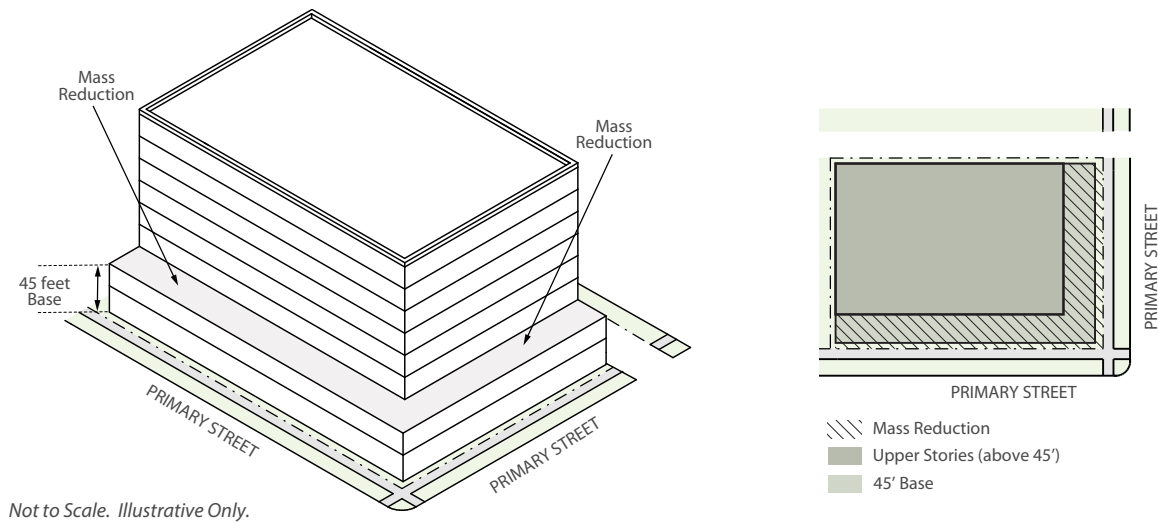 Mass
Reduction
Mass
Reduction
45 feet
Base
PRIMARY STREET
PRIMARY STREET
Not to Scale. Illustrative Only.
PRIMARY STREET
PRIMARY STREET
Mass Reduction
Upper Stories (above 45')
45' Base